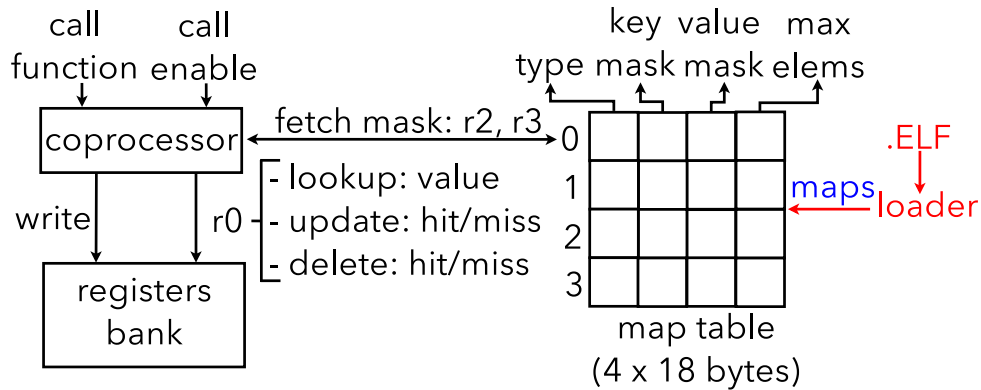 call call
function enable
coprocessor
write
registers
bank
fetch mask: r2, r3
r0
- lookup: value
- update: hit/miss
- delete: hit/miss
key value max
type mask mask elems
0
1
2
3
map table
(4 x 18 bytes)
.ELF
maps
loader